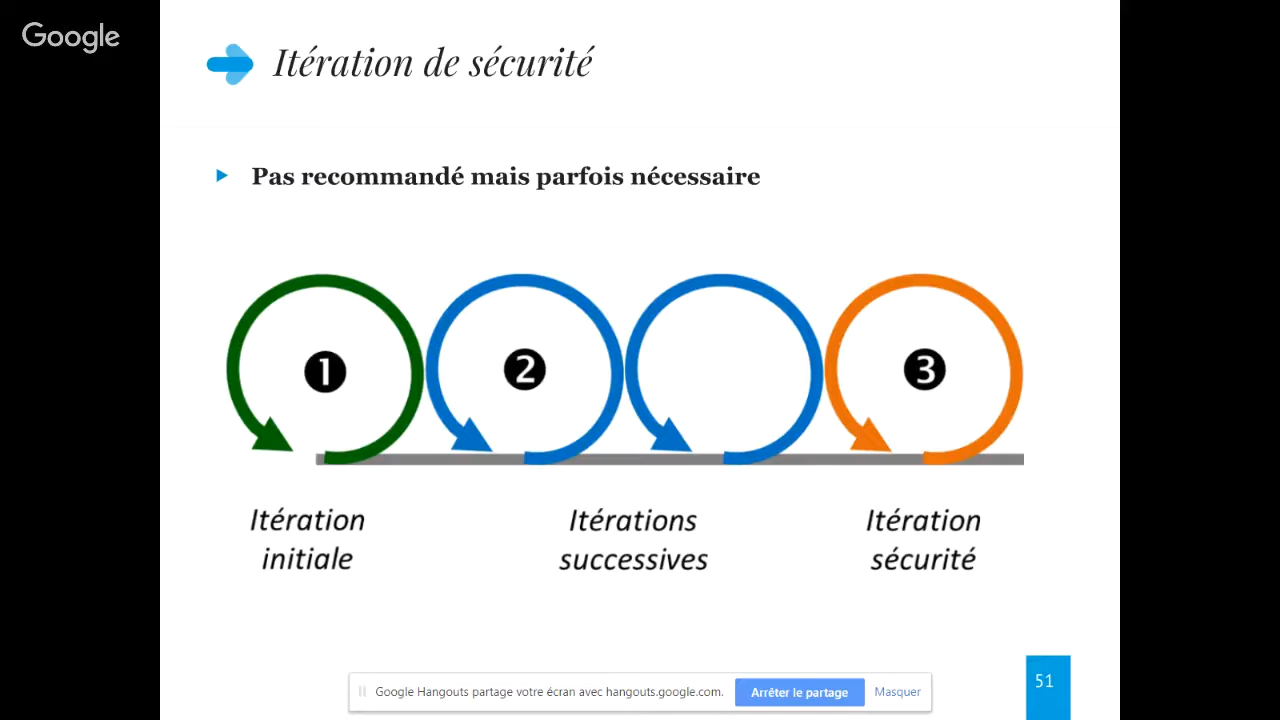 Google
Itération de sécurité
Pas recommandé mais parfois nécessaire
1
2
3
Itération
initiale
Itérations
successives
Itération
sécurité
51
Google Hangouts partage votre écran avec hangouts.google.com.
Arrêter le partage
Masquer